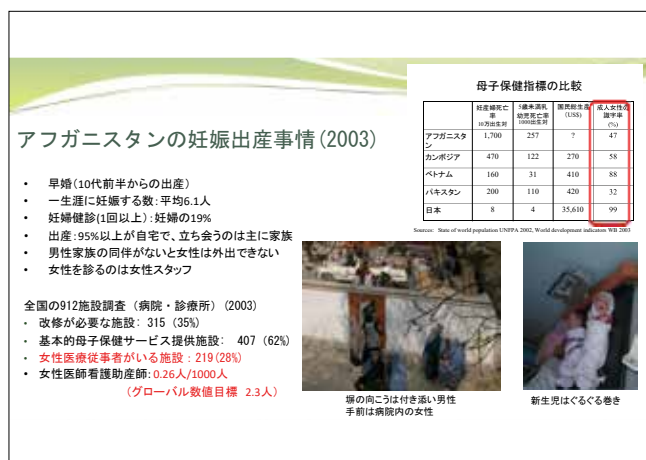 母子保健指標の比較
妊産婦死亡率 10万出生対 5歳未満乳幼児死亡率 1000出生対 国民総生産 (US$) 成人女性の識字率 (%)
アフガニスタン 1,700 257 ? 47
カンボジア 470 122 270 58
ベトナム 160 31 410 88
パキスタン 200 110 420 32
日本 8 4 35,610 99
Sources: State of world population UNFPA 2002, World development indicators WB 2003
アフガニスタンの妊娠出産事情(2003)
• 早婚(10代前半からの出産)
• 一生涯に妊娠する数:平均6.1人
• 妊婦健診(1回以上):妊婦の19%
• 出産:95%以上が自宅で、立ち会うのは主に家族
• 男性家族の同伴がないと女性は外出できない
• 女性を診るのは女性スタッフ
全国の912施設調査（病院・診療所）(2003)
• 改修が必要な施設: 315 (35%)
• 基本的母子保健サービス提供施設: 407 (62%)
• 女性医療従事者がいる施設:219(28%)
• 女性医師看護助産師:0.26人/1000人
（グローバル数値目標 2.3人）
塀の向こうは付き添い男性
手前は病院内の女性
新生児はぐるぐる巻き